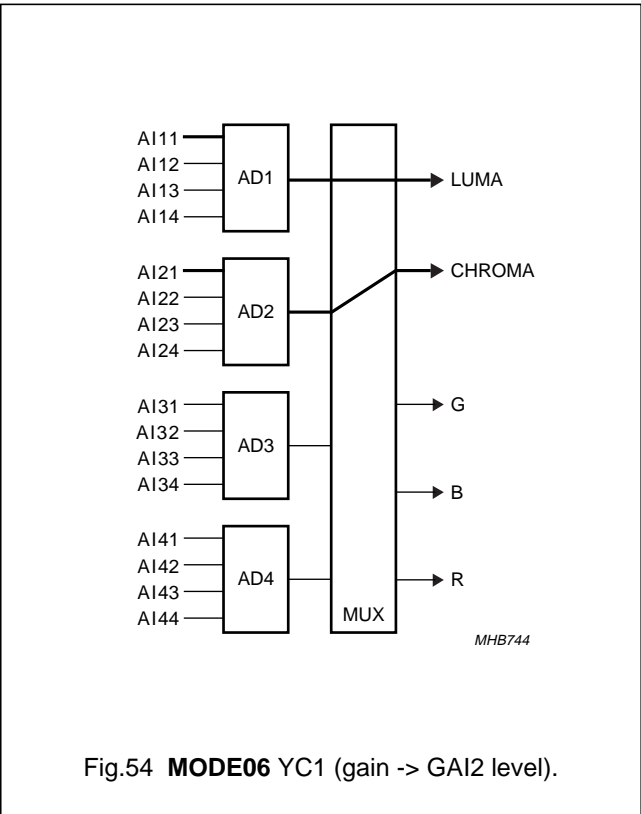 AI11
AI12
AI13
AI14
AD1
LUMA
AI21
AI22
AI23
AI24
AD2
CHROMA
AI31
AI32
AI33
AI34
AD3
G
B
AI41
AI42
AI43
AI44
AD4
R
MUX
MHB744
Fig.54 MODE06 YC1 (gain -> GAI2 level).